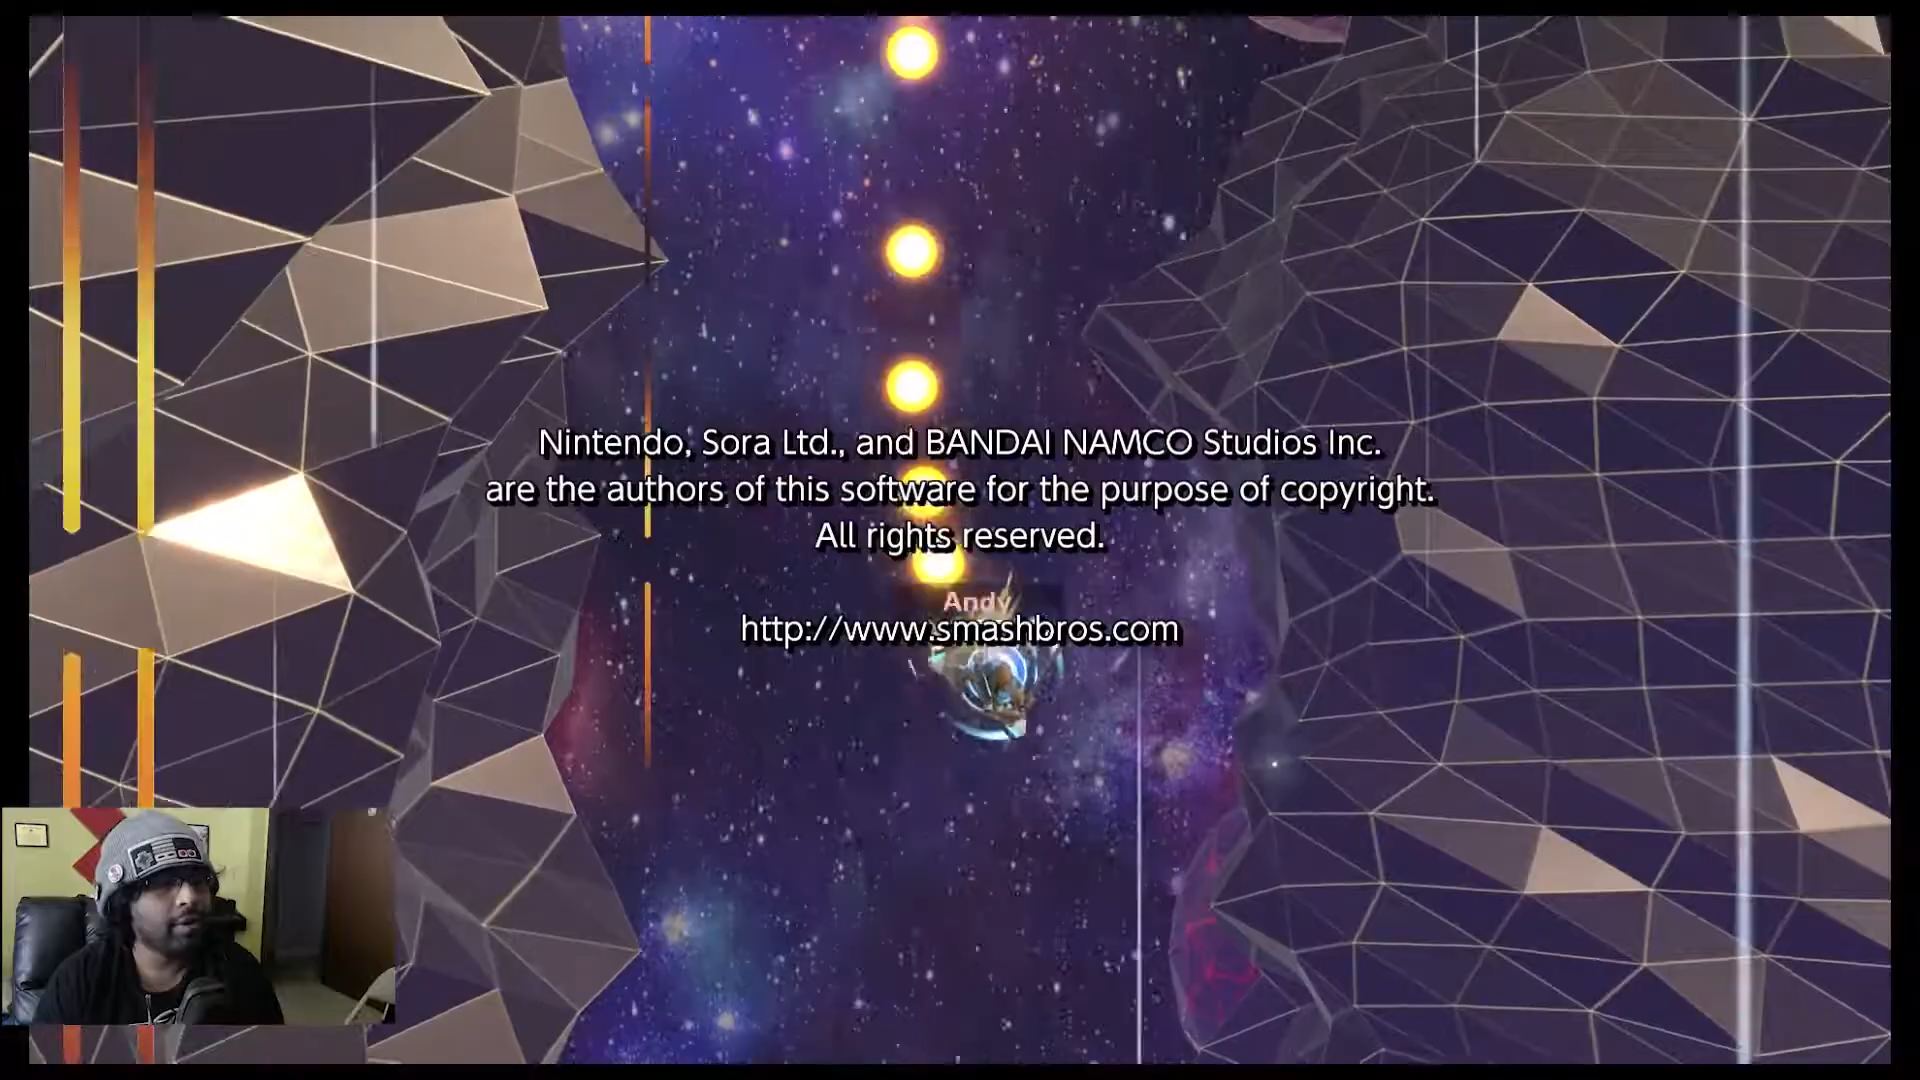 Nintendo, Sora Ltd., and BANDAI NAMCO Studios Inc.
are the authors of this software for the purpose of copyright.
All rights reserved.
Andy
http://www.smashbros.com